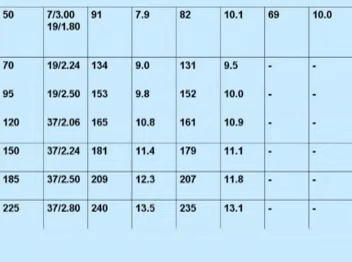 50 7/3.00 91 7.9 82 10.1 69 10.0
19/1.80
70 19/2.24 134 9.0 131 9.5 - -
95 19/2.50 153 9.8 152 10.0 - -
120 37/2.06 165 10.8 161 10.9 - -
150 37/2.24 181 11.4 179 11.1 - -
185 37/2.50 209 12.3 207 11.8 - -
225 37/2.80 240 13.5 235 13.1 - -